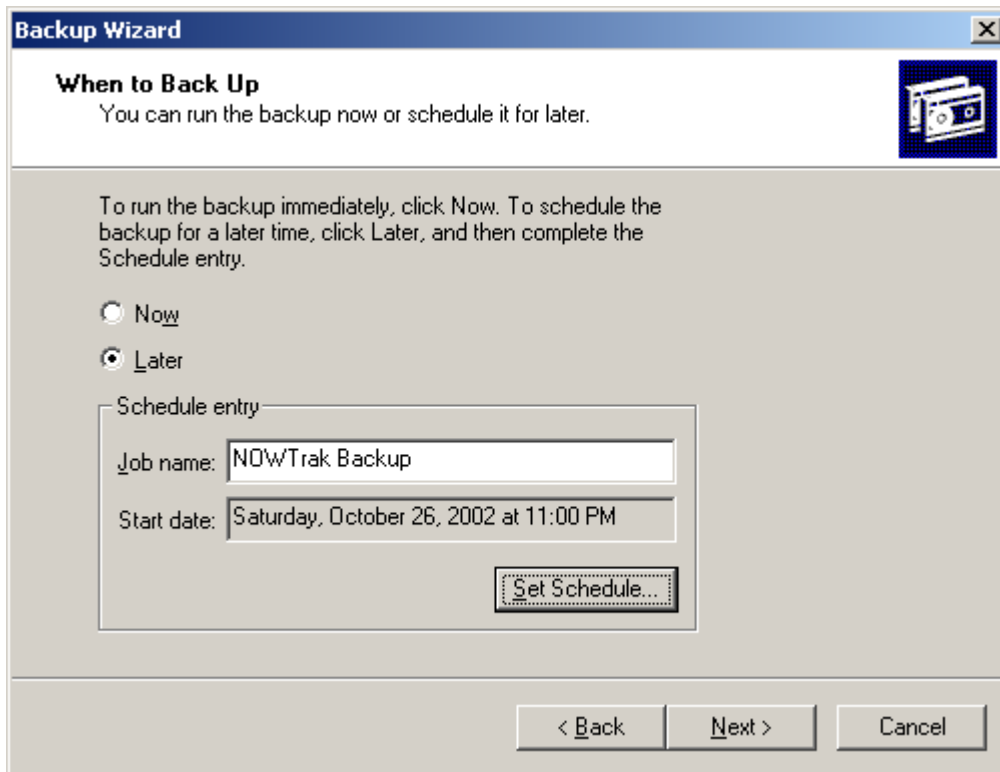 Backup Wizard
When to Back Up
You can run the backup now or schedule it for later.
To run the backup immediately, click Now. To schedule the
backup for a later time, click Later, and then complete the
Schedule entry.
Now
Later
Schedule entry
Job name: NOWTrak Backup
Start date: Saturday, October 26, 2002 at 11:00 PM
Set Schedule...
< Back Next > Cancel